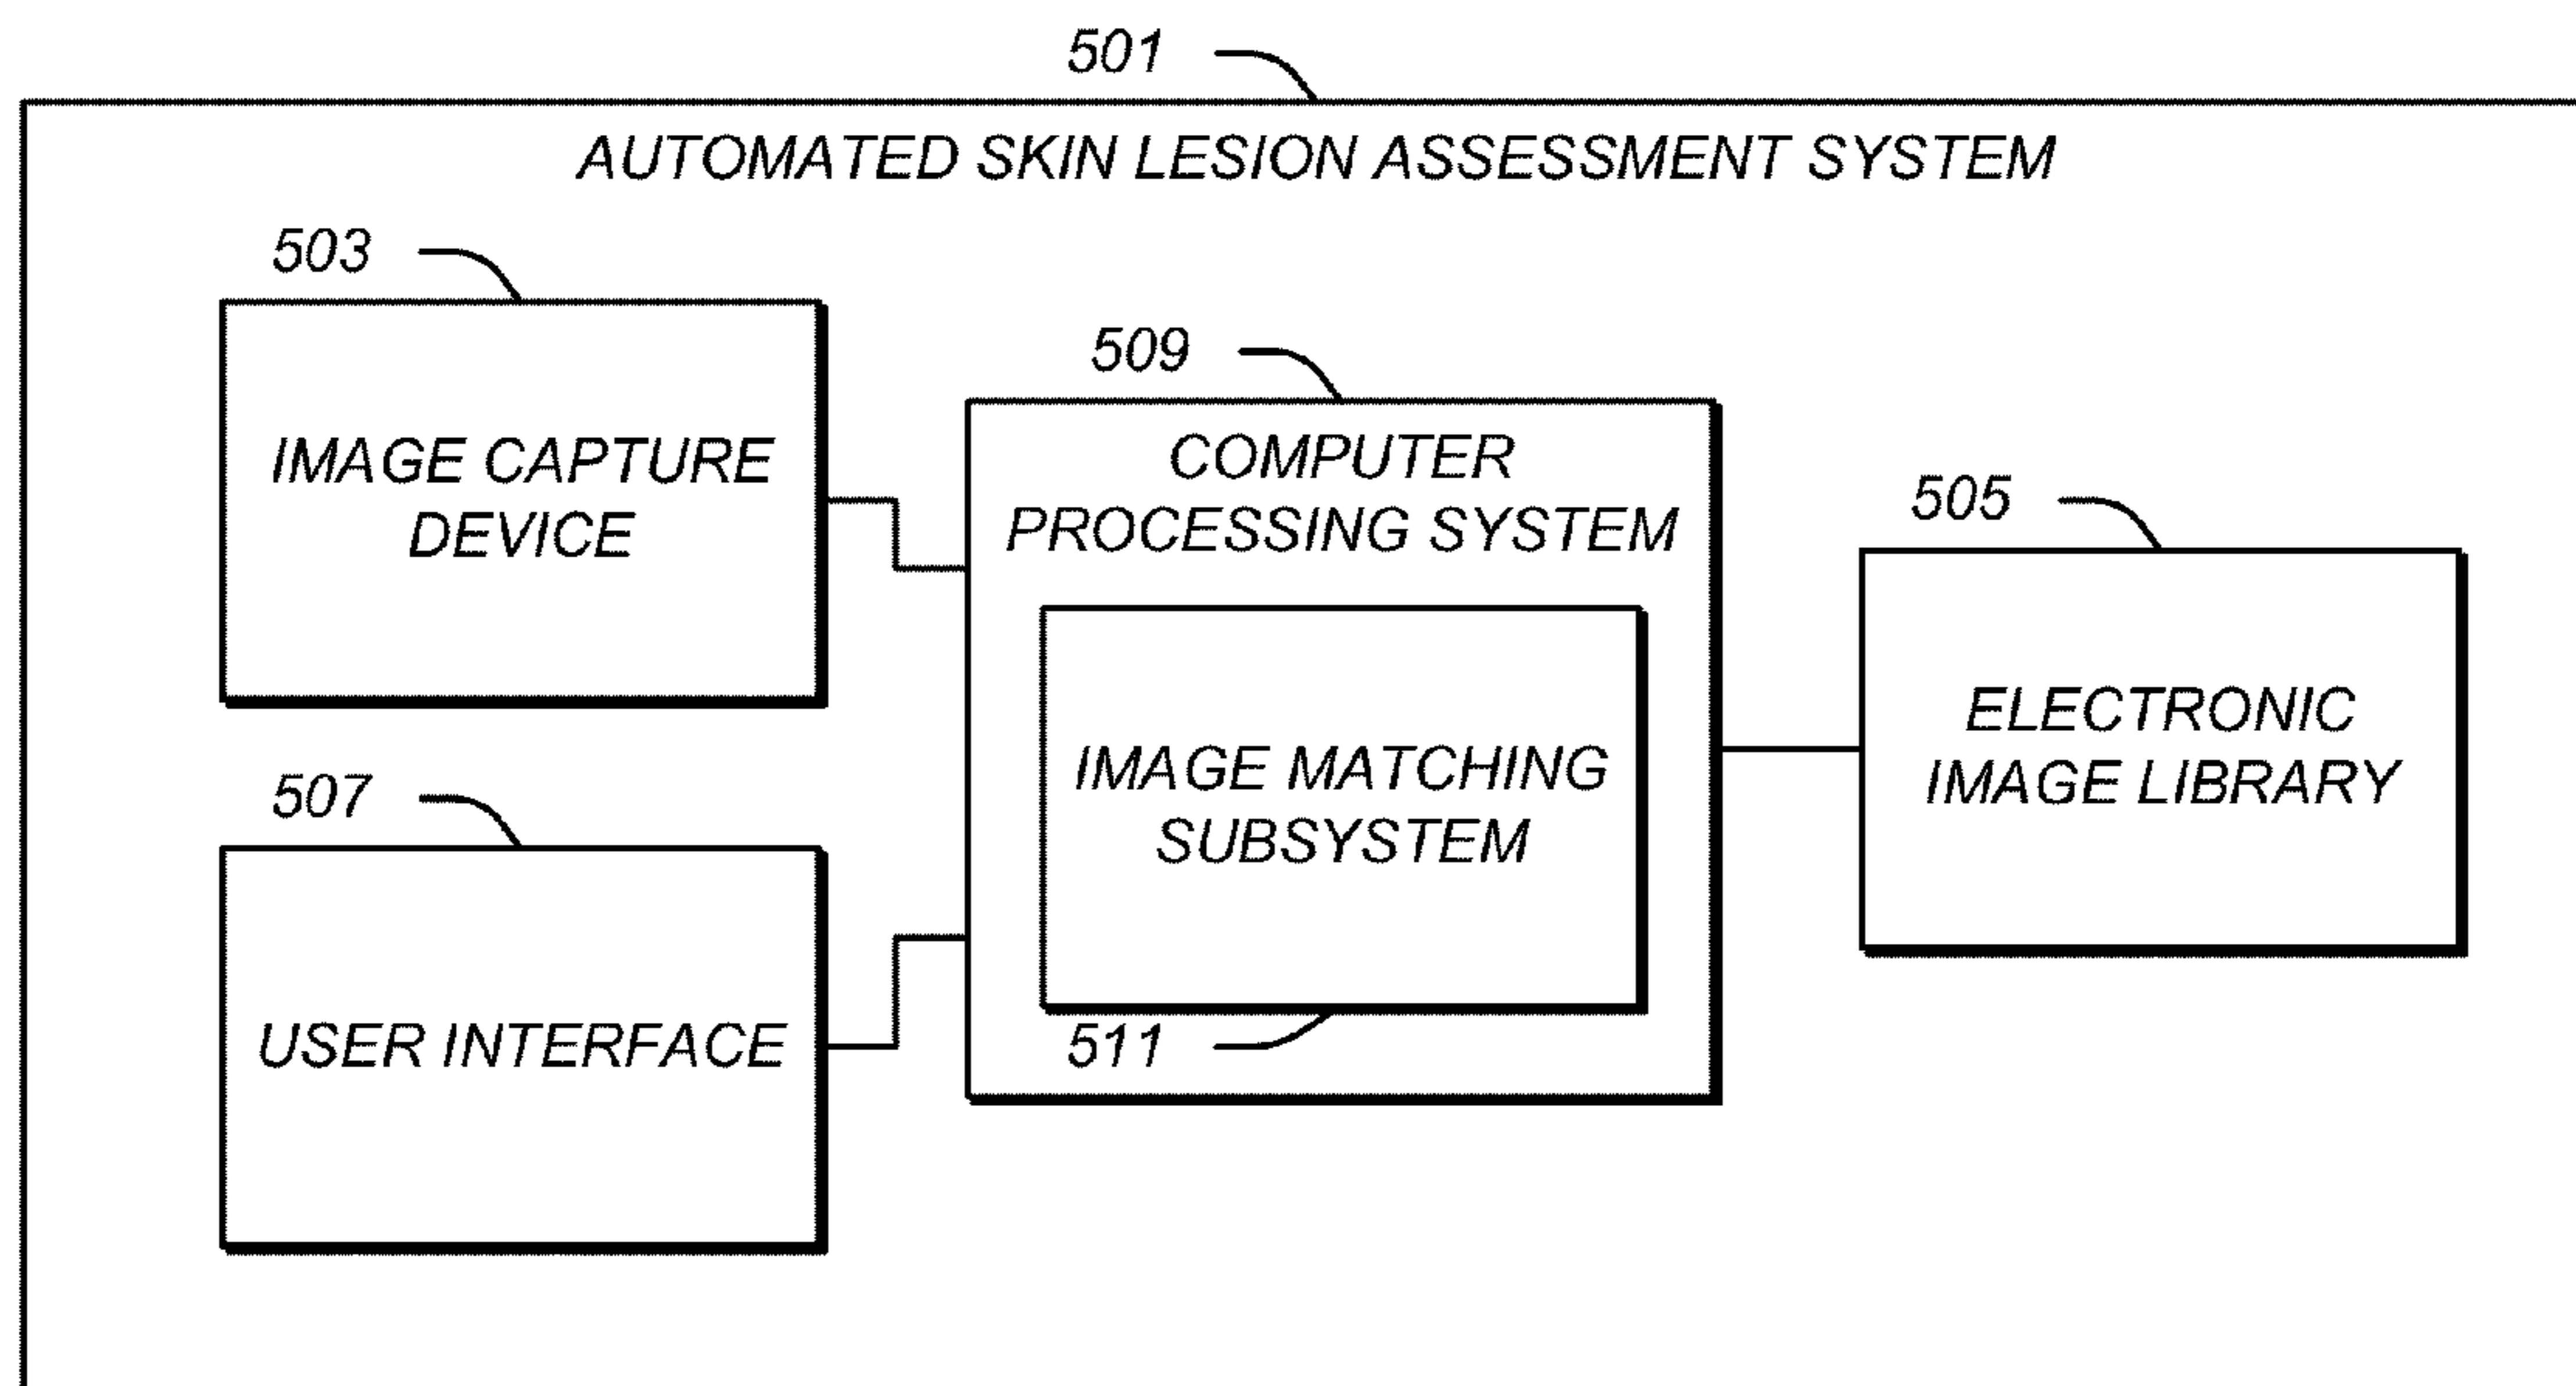 501
AUTOMATED SKIN LESION ASSESSMENT SYSTEM
503
IMAGE CAPTURE
DEVICE
509
COMPUTER
PROCESSING SYSTEM
505
ELECTRONIC
IMAGE LIBRARY
IMAGE MATCHING
SUBSYSTEM
511
507
USER INTERFACE